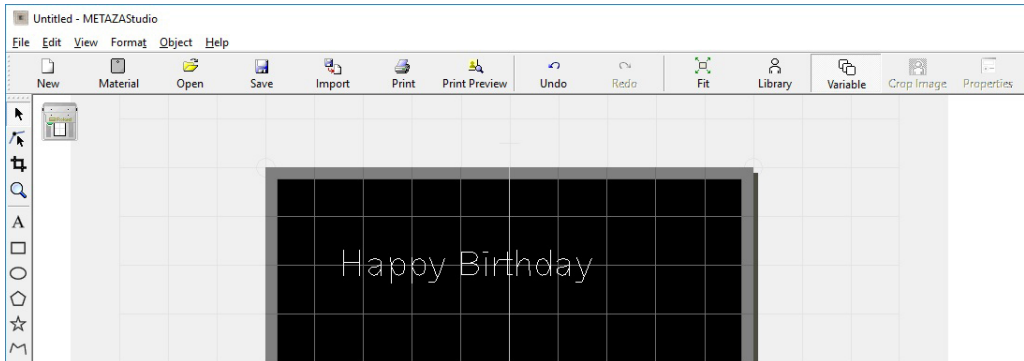 Untitled - METAZAStudio
File Edit View Format Object Help
New Material Open Save Import Print Print Preview Undo Redo Fit Library Variable Crop Image Properties
A
Happy Birthday